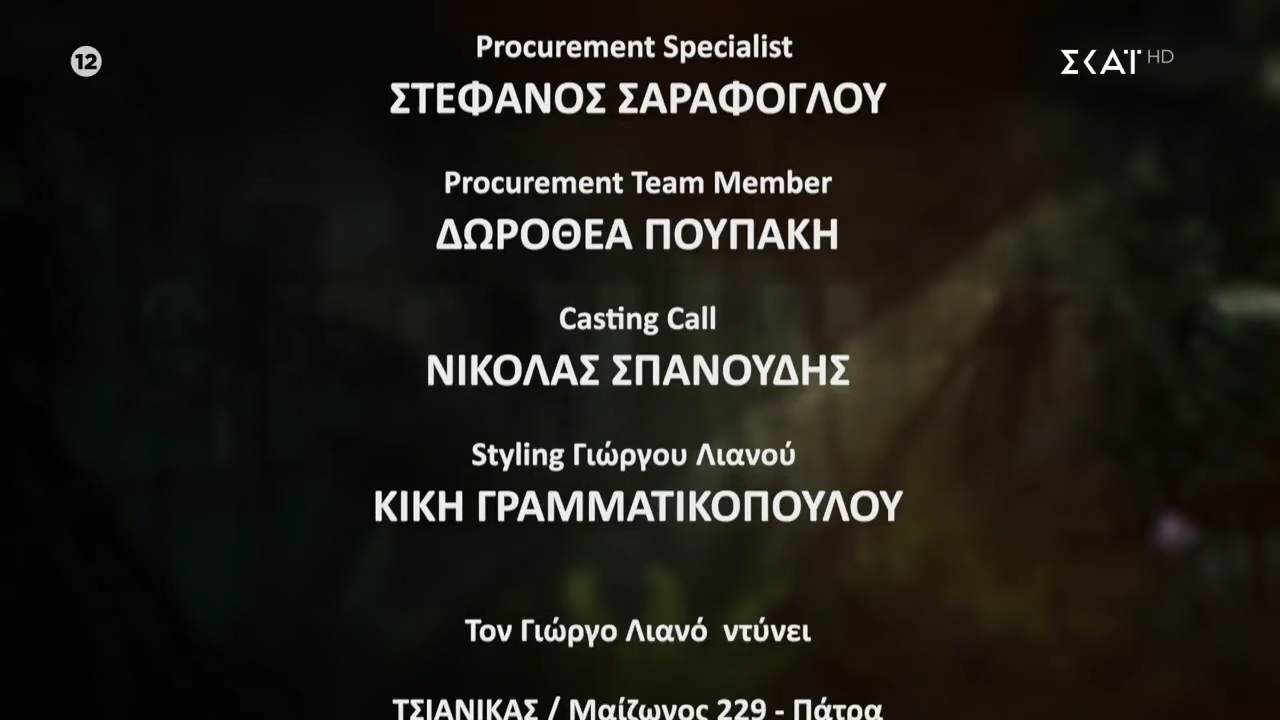 Procurement Specialist
12
ΣΚΑΪ HD
ΣΤΕΦΑΝΟΣ ΣΑΡΑΦΟΓΛΟΥ
Procurement Team Member
ΔΩΡΟΘΕΑ ΠΟΥΠΑΚΗ
Casting Call
ΝΙΚΟΛΑΣ ΣΠΑΝΟΥΔΗΣ
Styling Γιώργου Λιανού
ΚΙΚΗ ΓΡΑΜΜΑΤΙΚΟΠΟΥΛΟΥ
Τον Γιώργο Λιανό ντύνει
ΤΣΙΑΝΙΚΑΣ / Μαίζωνος 229 - Πάτρα